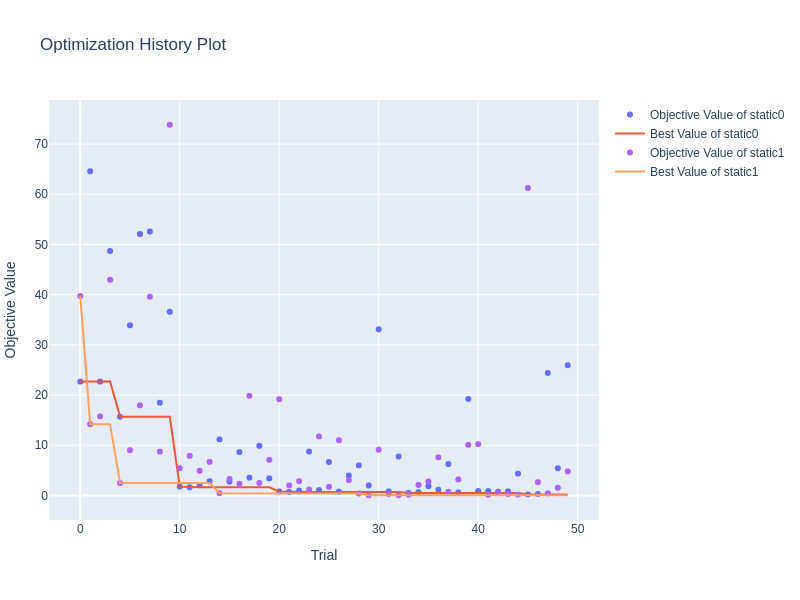 Optimization History Plot
Objective Value of static0
Best Value of static0
Objective Value of static1
Best Value of static1
70
60
50
40
30
20
10
0
Objective Value
0 10 20 30 40 50
Trial